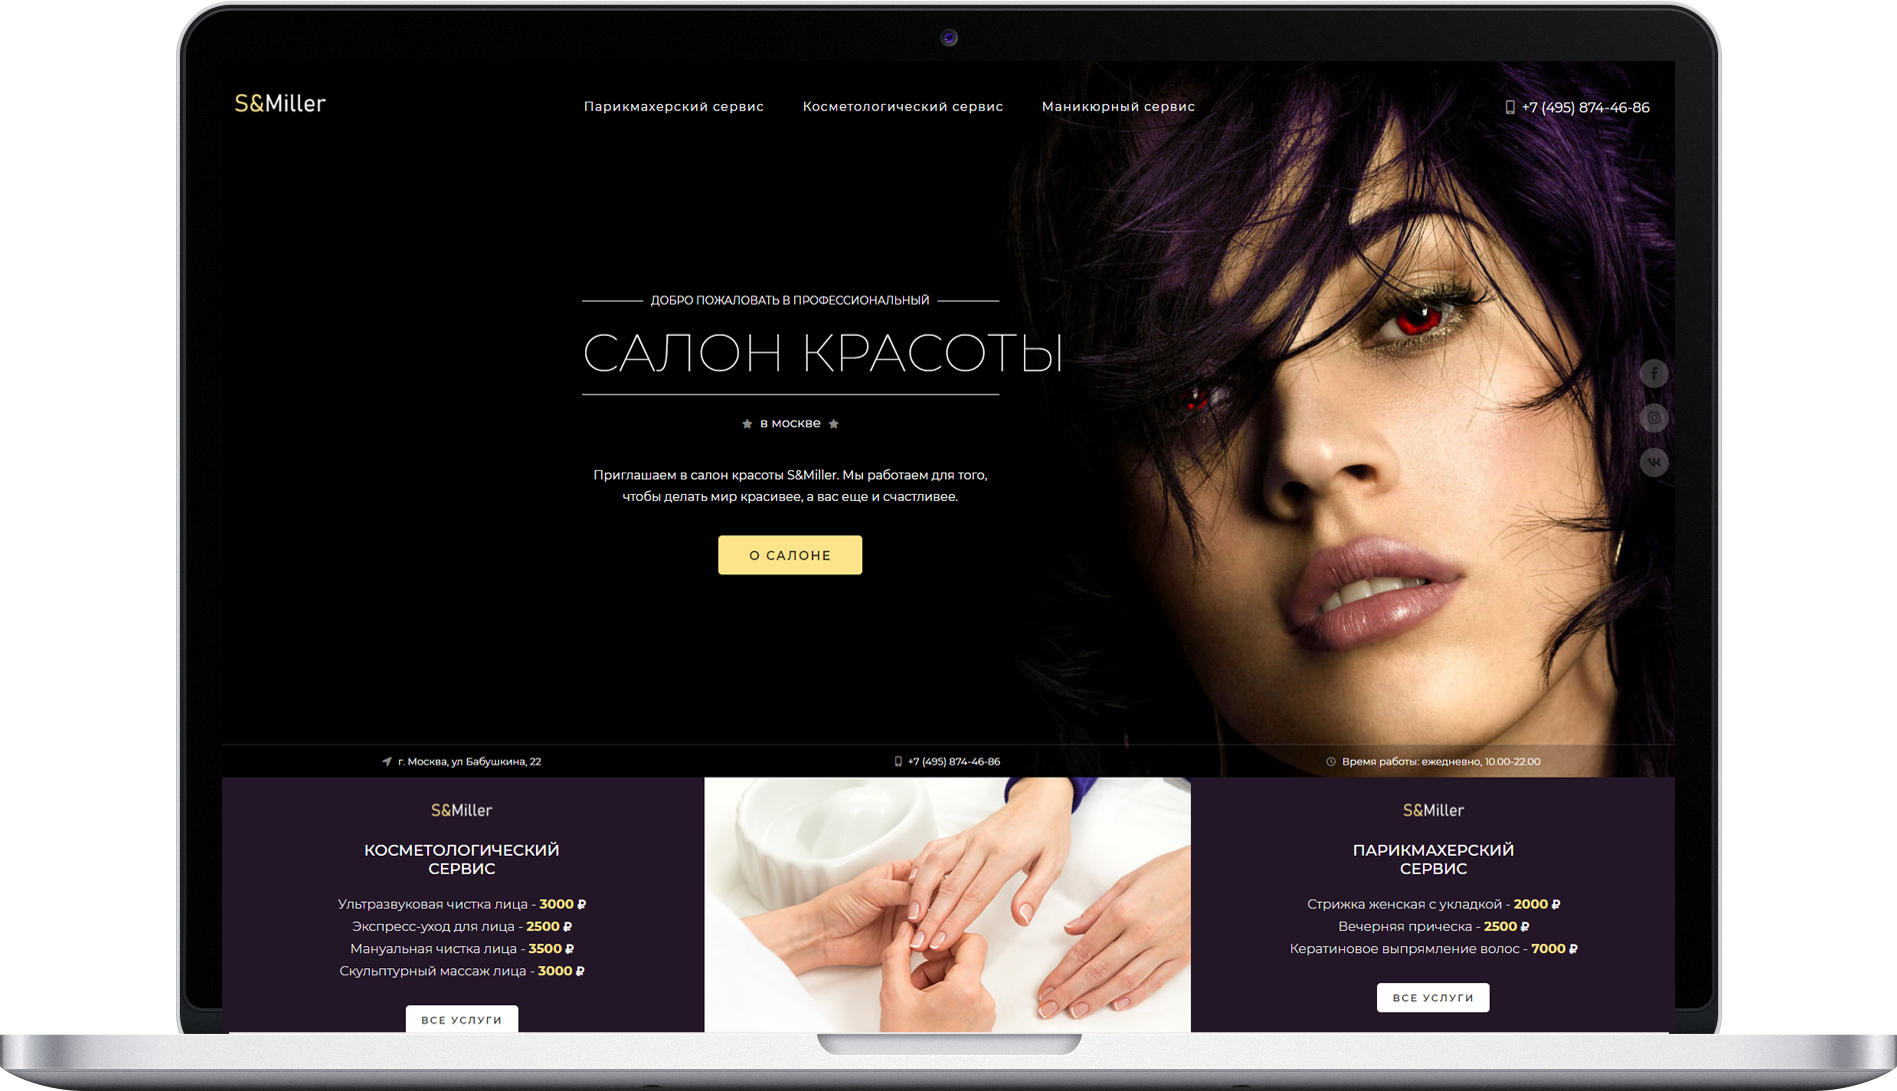 S&Miller
Парикмахерский сервис
Косметологический сервис
Маникюрный сервис
+7 (495) 874-46-86
ДОБРО ПОЖАЛОВАТЬ В ПРОФЕССИОНАЛЬНЫЙ
САЛОН КРАСОТЫ
в москве
Приглашаем в салон красоты S&Miller. Мы работаем для того,
чтобы делать мир красивее, а вас еще и счастливее.
О САЛОНЕ
г. Москва, ул Бабушкина, 22
+7 (495) 874-46-86
Время работы: ежедневно, 10.00-22.00
S&Miller
КОСМЕТОЛОГИЧЕСКИЙ
СЕРВИС
Ультразвуковая чистка лица - 3000 ₽
Экспресс-уход для лица - 2500 ₽
Мануальная чистка лица - 3500 ₽
Скульптурный массаж лица - 3000 ₽
ВСЕ УСЛУГИ
S&Miller
ПАРИКМАХЕРСКИЙ
СЕРВИС
Стрижка женская с укладкой - 2000 ₽
Вечерняя прическа - 2500 ₽
Кератиновое выпрямление волос - 7000 ₽
ВСЕ УСЛУГИ